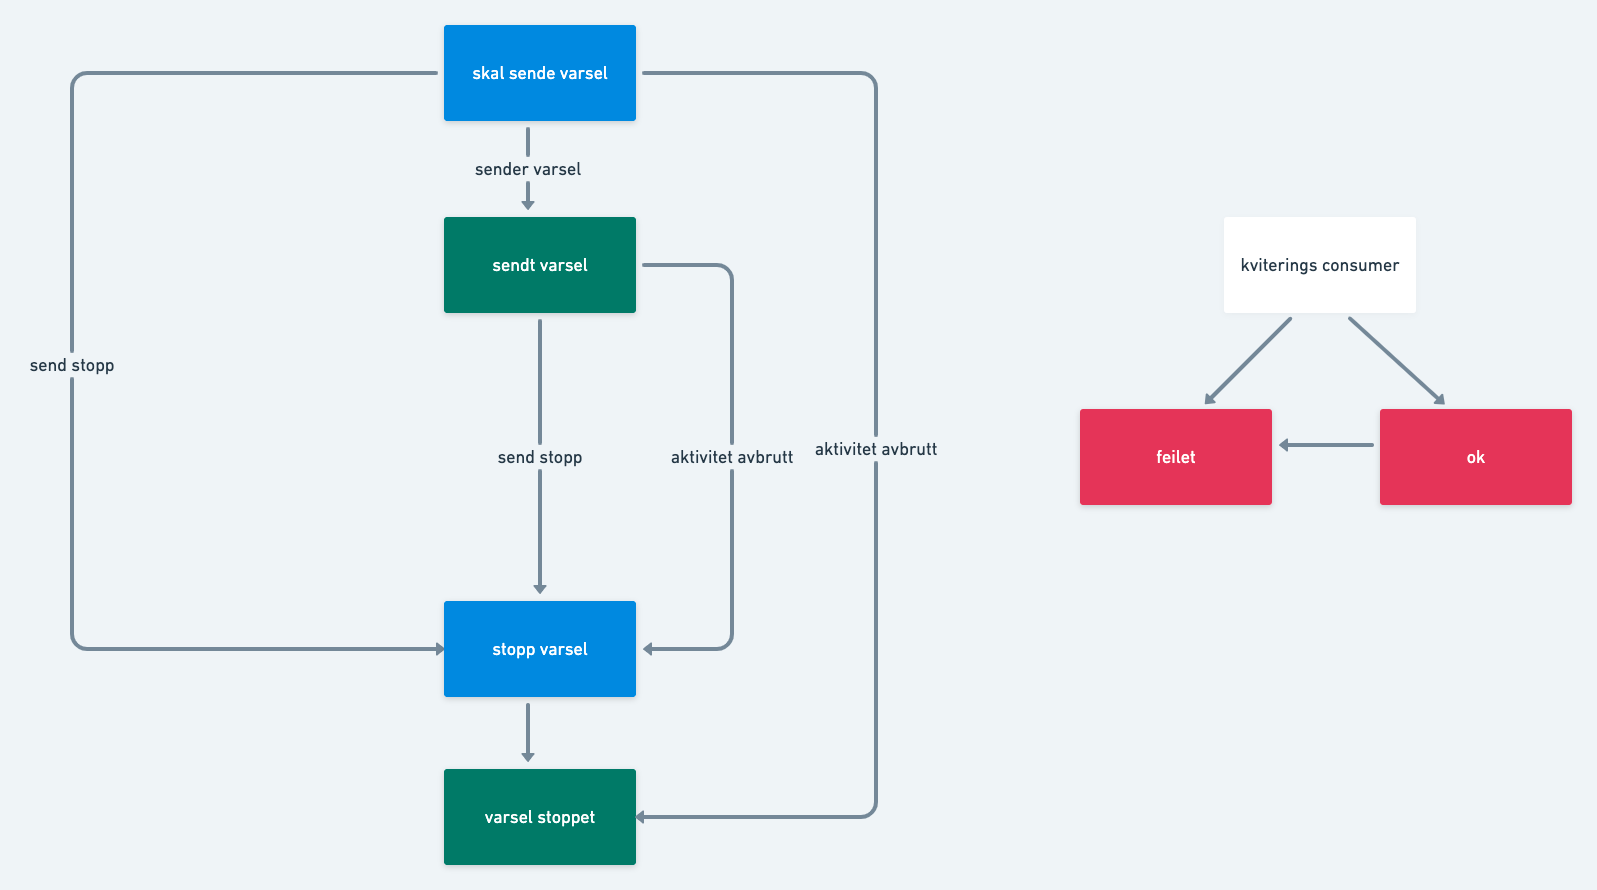 skal sende varsel
sender varsel
sendt varsel
kviterings consumer
send stopp
send stopp
aktivitet avbrutt
aktivitet avbrutt
feilet
ok
stopp varsel
varsel stoppet